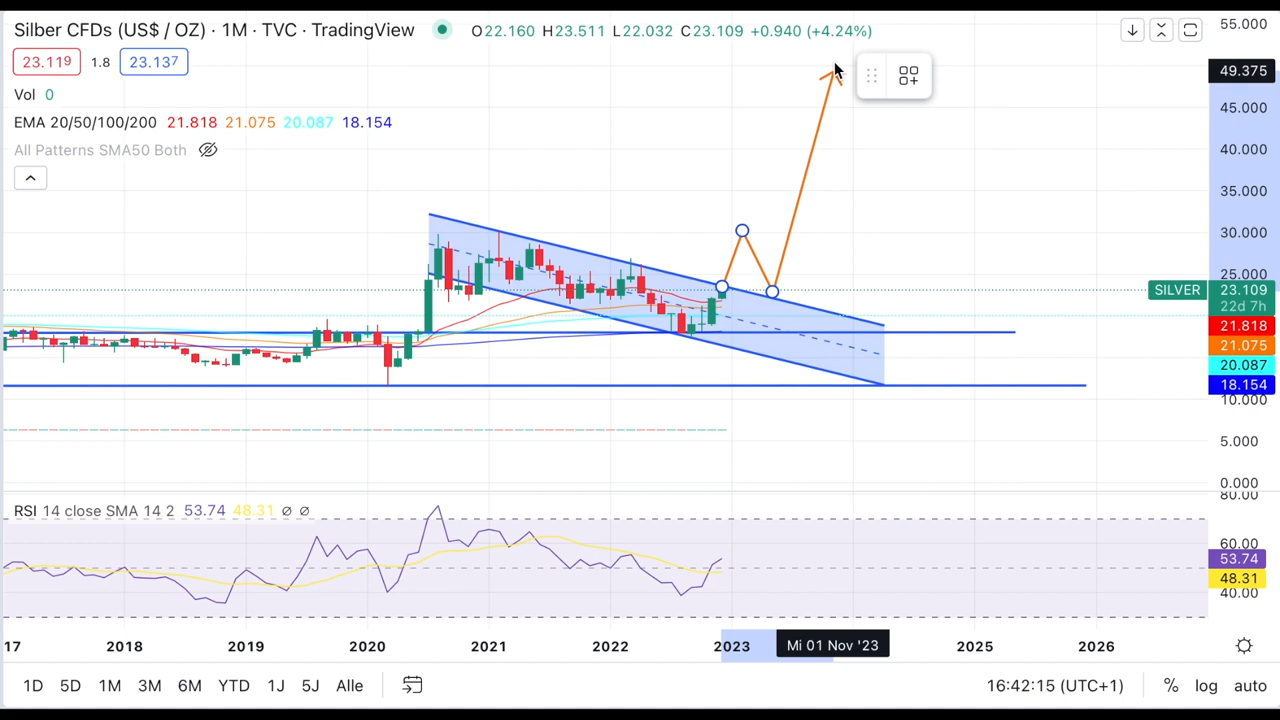 Silber CFDs (US$ / OZ) · 1M · TVC · TradingView O22.160 H23.511 L22.032 C23.109 +0.940 (+4.24%)
23.119 1.8 23.137
Vol 0
EMA 20/50/100/200 21.818 21.075 20.087 18.154
All Patterns SMA50 Both
55.000
49.375
45.000
40.000
35.000
30.000
25.000
SILVER 23.109
22d 7h
21.818
21.075
20.087
18.154
10.000
5.000
0.000
RSI 14 close SMA 14 2 53.74 48.31 ∅ ∅
80.00
60.00
53.74
48.31
40.00
17 2018 2019 2020 2021 2022 2023 Mi 01 Nov '23 2025 2026
1D 5D 1M 3M 6M YTD 1J 5J Alle 16:42:15 (UTC+1) % log auto